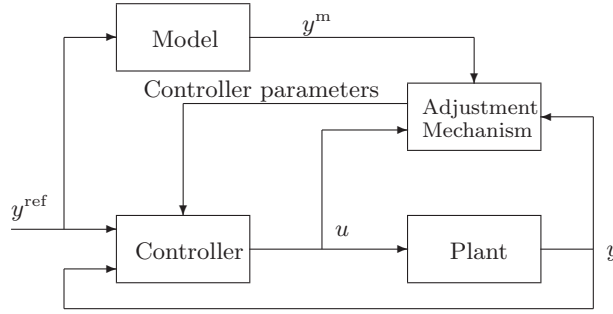 Model
y^m
Controller parameters
Adjustment
Mechanism
y^ref
Controller
u
Plant
y